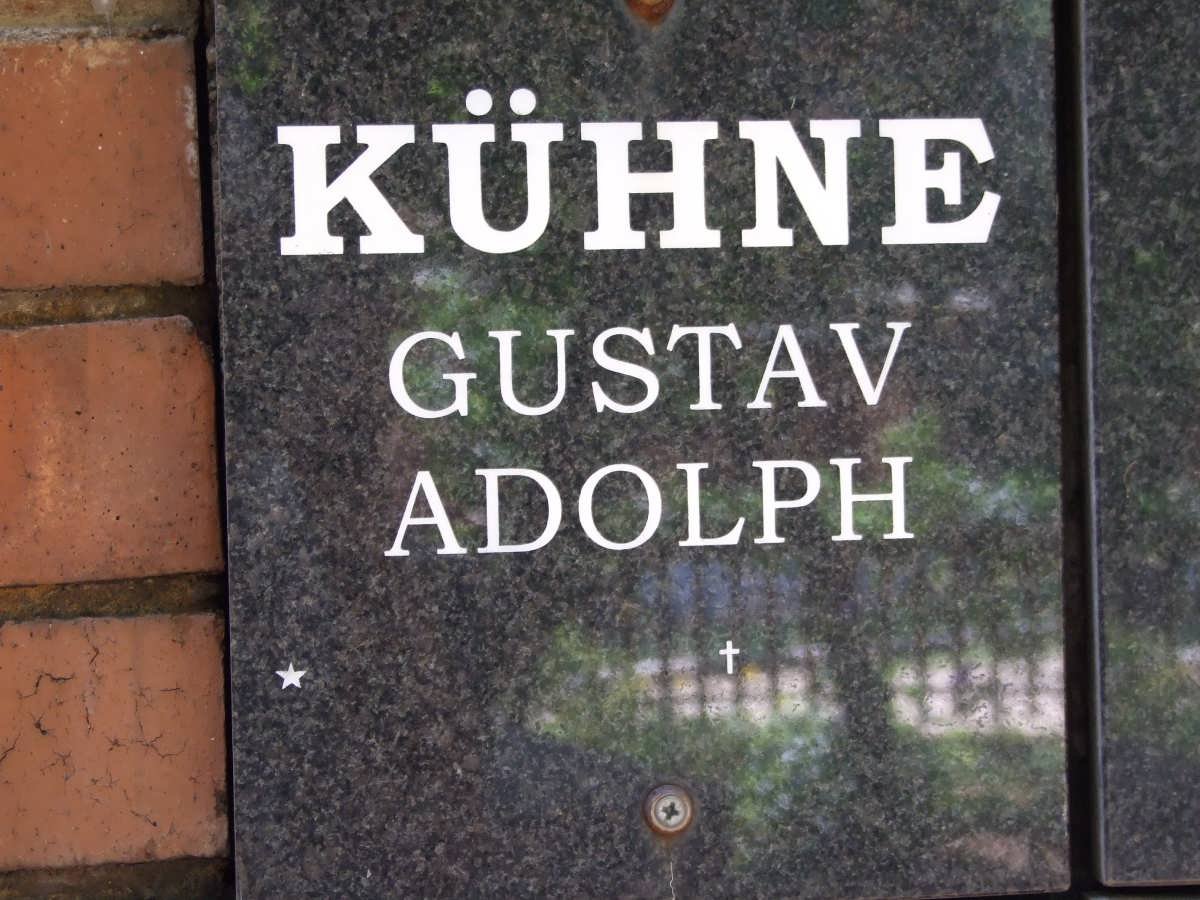 KÜHNE
GUSTAV
ADOLPH
★ ✝